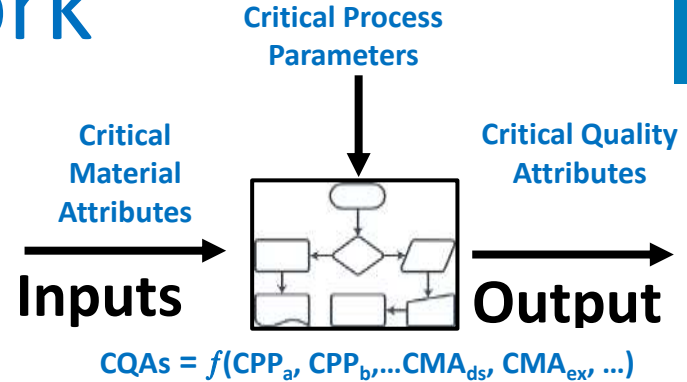 ork
Critical Process
Parameters
Critical
Material
Attributes
Critical Quality
Attributes
Inputs
Output
CQAs = f(CPPa, CPPb,...CMAds, CMAex, ...)